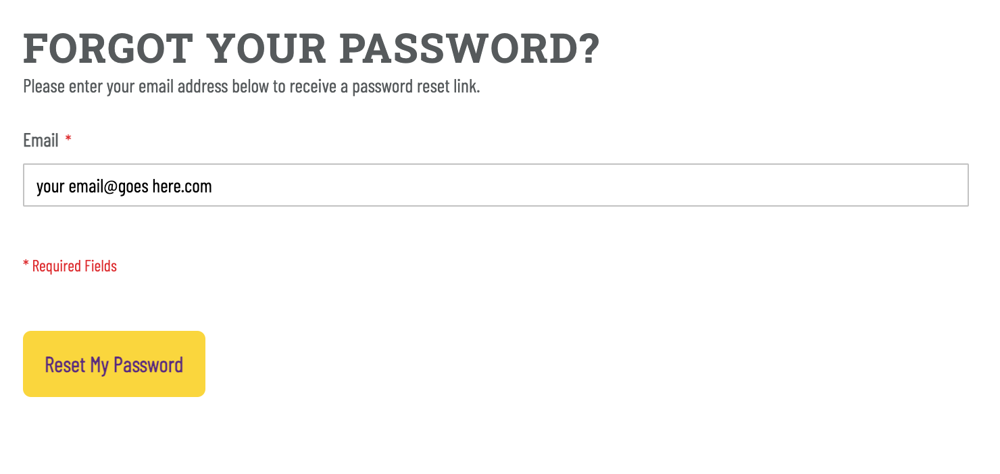 FORGOT YOUR PASSWORD?
Please enter your email address below to receive a password reset link.
Email *
your email@goes here.com
* Required Fields
Reset My Password